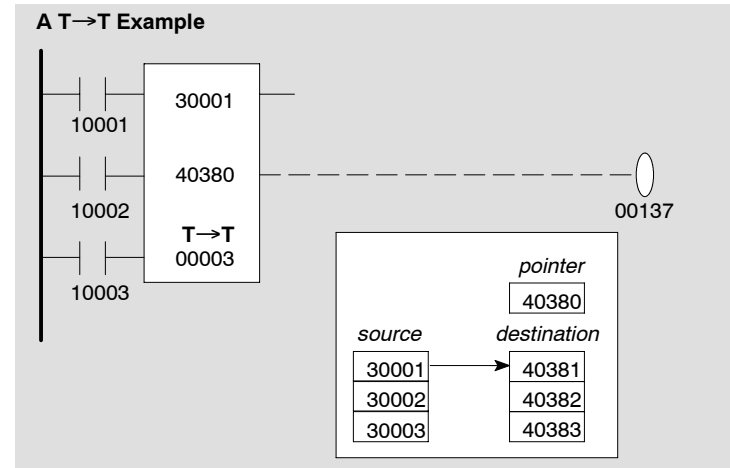 A T→T Example
30001
10001
40380
10002
00137
T→T
00003
10003
pointer
40380
source destination
30001 40381
30002 40382
30003 40383